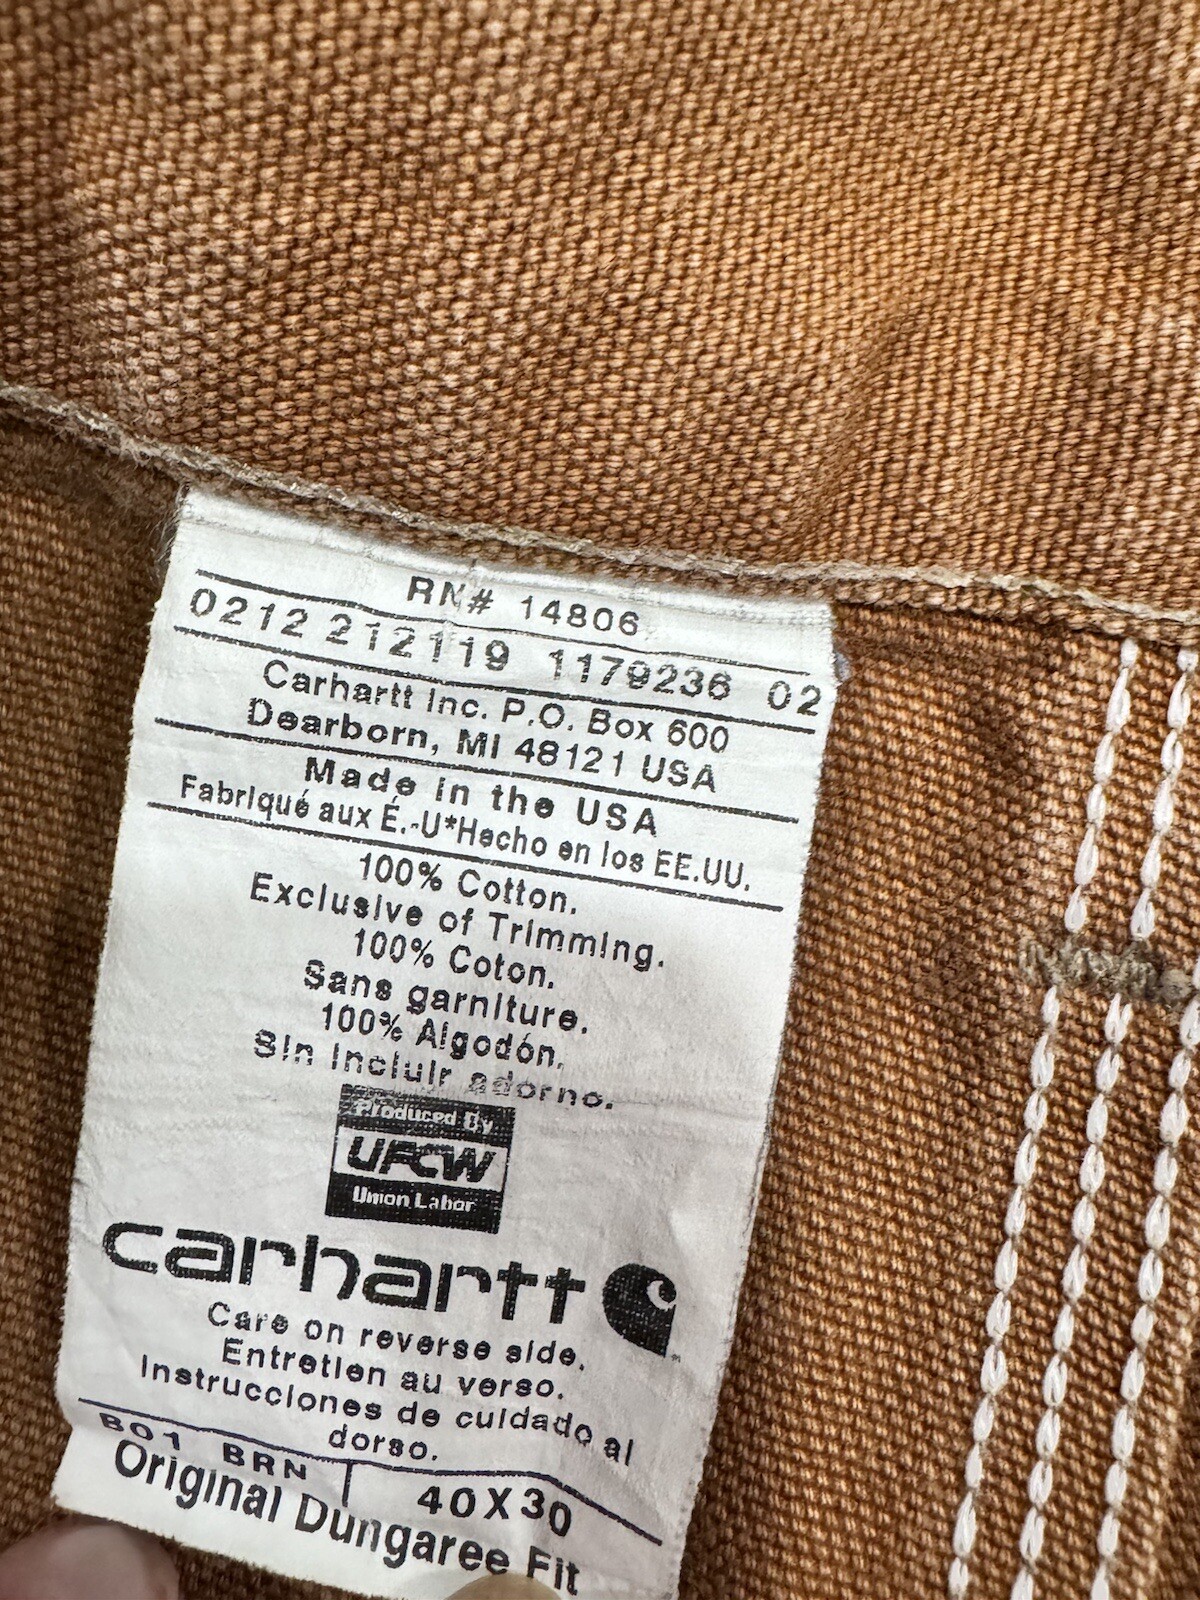 RN# 14806
0212 212119 1179236 02
Carhartt Inc. P.O. Box 600
Dearborn, MI 48121 USA
Made in the USA
Fabriqué aux É.-U*Hecho en los EE.UU.
100% Cotton.
Exclusive of Trimming.
100% Coton.
Sans garniture.
100% Algodón.
Sin incluir adorno.
Produced By
UFCW
Union Labor
carhartt
Care on reverse side.
Entretien au verso.
Instrucciones de cuidado al
dorso.
B01 BRN 40X30
Original Dungaree Fit